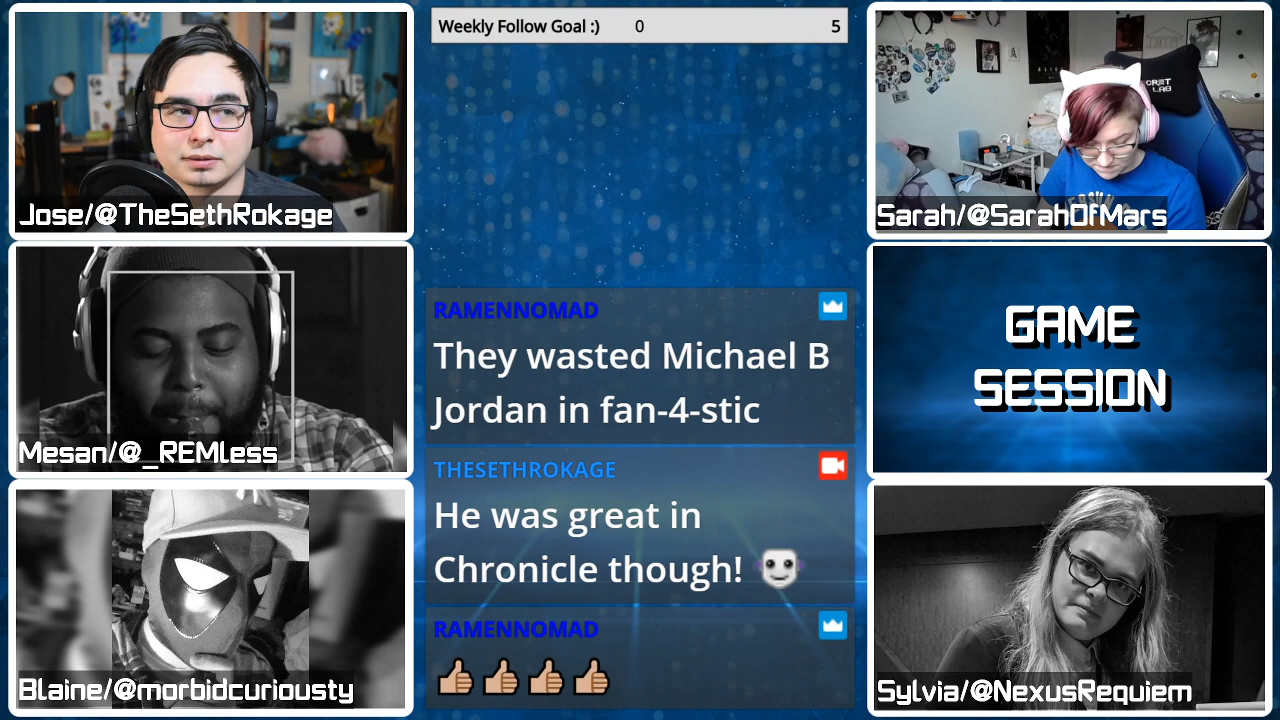 Weekly Follow Goal :) 0 5
Jose/@TheSethRokage
Sarah/@SarahOfMars
Mesan/@_REMless
GAME
SESSION
Blaine/@morbidcuriousty
Sylvia/@NexusRequiem
RAMENNOMAD
They wasted Michael B
Jordan in fan-4-stic
THESETHROKAGE
He was great in
Chronicle though!
RAMENNOMAD